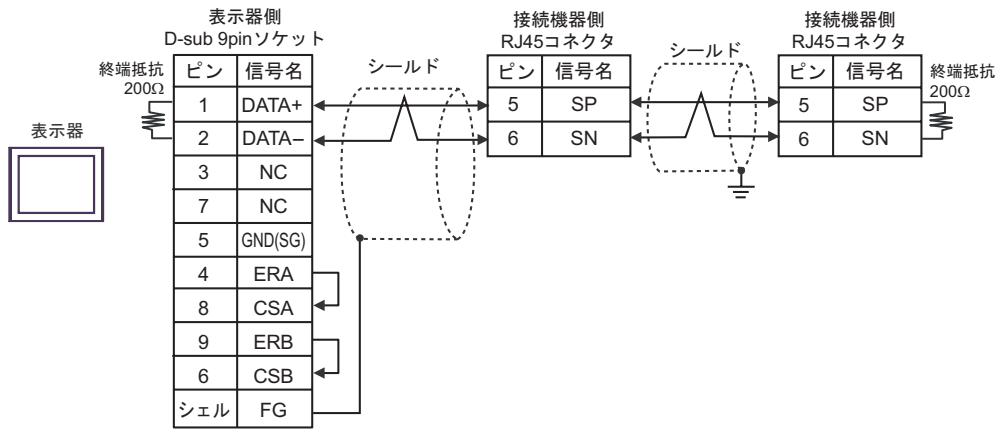 表示器側
D-sub 9pinソケット
終端抵抗
200Ω
ピン 信号名
1 DATA+
2 DATA−
3 NC
7 NC
5 GND(SG)
4 ERA
8 CSA
9 ERB
6 CSB
シェル FG
表示器
シールド
接続機器側
RJ45コネクタ
ピン 信号名
5 SP
6 SN
シールド
接続機器側
RJ45コネクタ
ピン 信号名
5 SP
6 SN
終端抵抗
200Ω